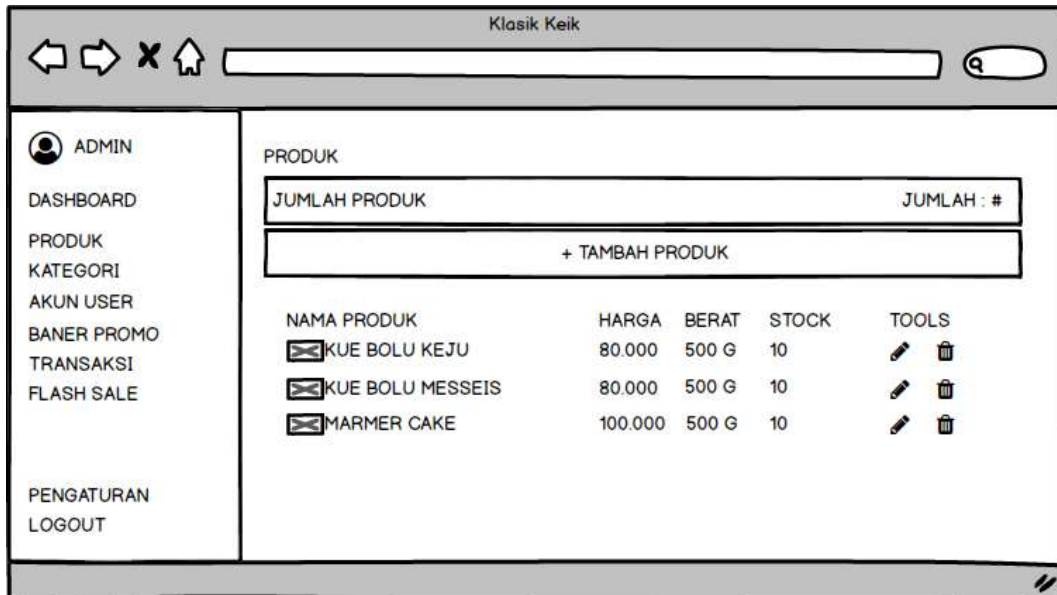 Klasik Keik
ADMIN
DASHBOARD
PRODUK
KATEGORI
AKUN USER
BANER PROMO
TRANSAKSI
FLASH SALE
PENGATURAN
LOGOUT
PRODUK
JUMLAH PRODUK JUMLAH : #
+ TAMBAH PRODUK
NAMA PRODUK HARGA BERAT STOCK TOOLS
KUE BOLU KEJU 80.000 500 G 10
KUE BOLU MESSEIS 80.000 500 G 10
MARMER CAKE 100.000 500 G 10